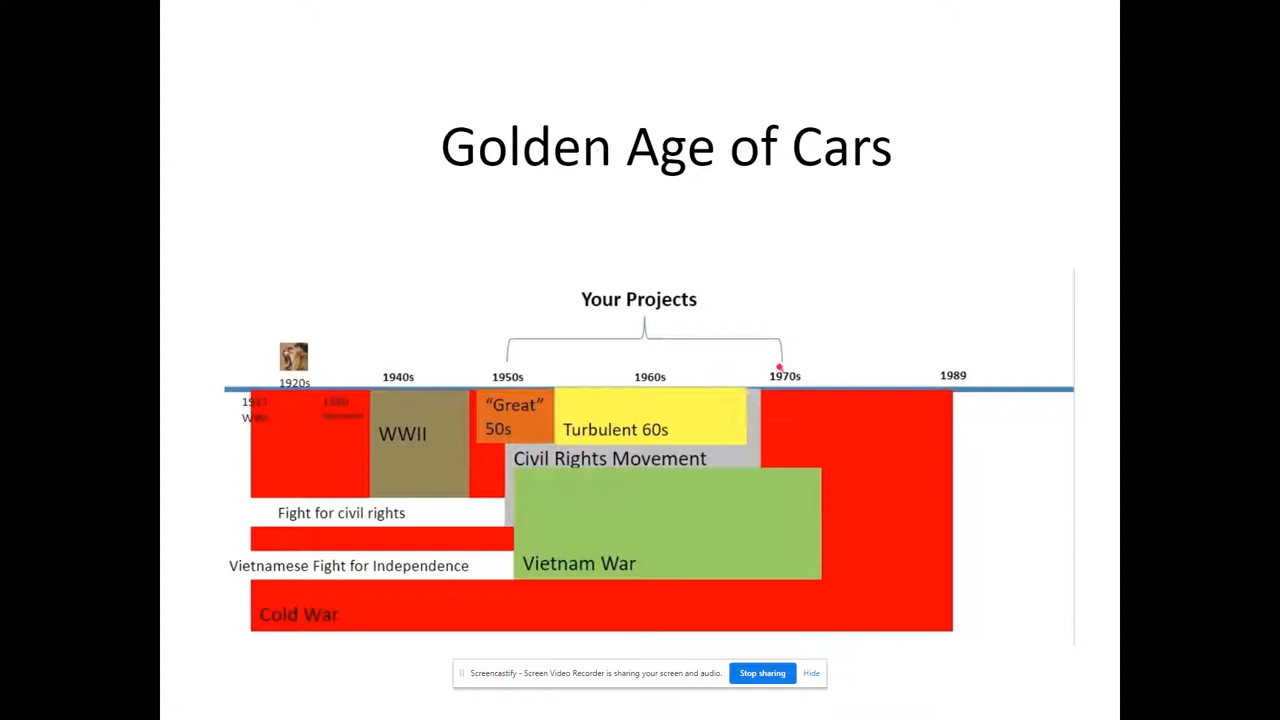 Golden Age of Cars
Your Projects
1920s
1940s
1950s
1960s
1970s
1989
"Great"
50s
WWII
Turbulent 60s
Civil Rights Movement
Fight for civil rights
Vietnamese Fight for Independence
Vietnam War
Cold War
Screencastify - Screen Video Recorder is sharing your screen and audio.
Stop sharing
Hide